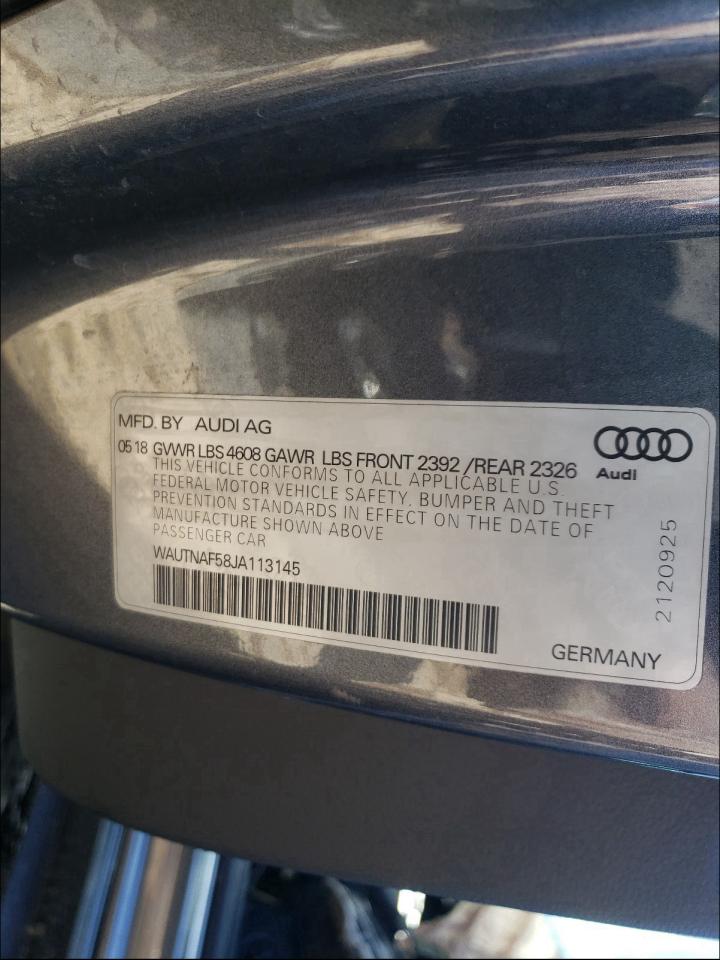 MFD. BY AUDI AG
0518 GVWR LBS 4608 GAWR LBS FRONT 2392 /REAR 2326
Audi
THIS VEHICLE CONFORMS TO ALL APPLICABLE U.S.
FEDERAL MOTOR VEHICLE SAFETY, BUMPER AND THEFT
PREVENTION STANDARDS IN EFFECT ON THE DATE OF
MANUFACTURE SHOWN ABOVE
PASSENGER CAR
WAUTNAF58JA113145
2120925
GERMANY